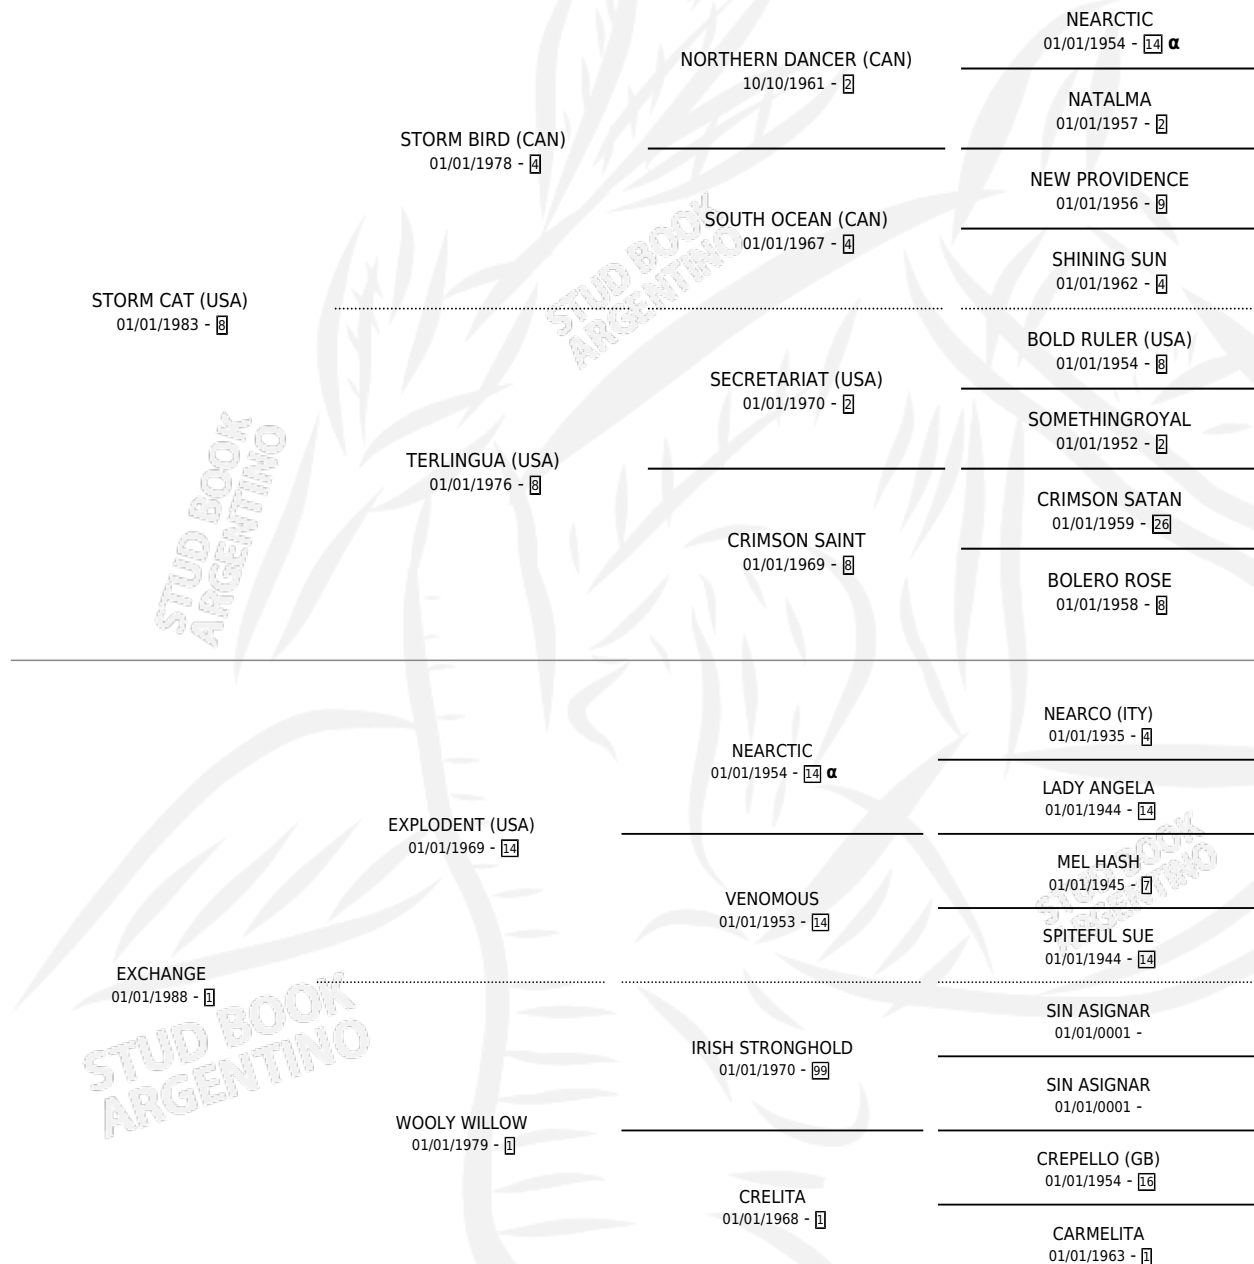 NEARCTIC
01/01/1954 - 14 α
NORTHERN DANCER (CAN)
10/10/1961 - 2
NATALMA
01/01/1957 - 2
STORM BIRD (CAN)
01/01/1978 - 4
NEW PROVIDENCE
01/01/1956 - 9
SOUTH OCEAN (CAN)
01/01/1967 - 4
SHINING SUN
01/01/1962 - 4
STORM CAT (USA)
01/01/1983 - 8
BOLD RULER (USA)
01/01/1954 - 8
SECRETARIAT (USA)
01/01/1970 - 2
SOMETHINGROYAL
01/01/1952 - 2
TERLINGUA (USA)
01/01/1976 - 8
CRIMSON SATAN
01/01/1959 - 26
CRIMSON SAINT
01/01/1969 - 8
BOLERO ROSE
01/01/1958 - 8
NEARCO (ITY)
01/01/1935 - 4
NEARCTIC
01/01/1954 - 14 α
LADY ANGELA
01/01/1944 - 14
EXPLODENT (USA)
01/01/1969 - 14
MEL HASH
01/01/1945 - 7
VENOMOUS
01/01/1953 - 14
SPITEFUL SUE
01/01/1944 - 14
EXCHANGE
01/01/1988 - 1
SIN ASIGNAR
01/01/0001 -
IRISH STRONGHOLD
01/01/1970 - 99
SIN ASIGNAR
01/01/0001 -
WOOLY WILLOW
01/01/1979 - 1
CREPELLO (GB)
01/01/1954 - 16
CRELITA
01/01/1968 - 1
CARMELITA
01/01/1963 - 1
STUD BOOK
ARGENTINO
STUD BOOK
ARGENTINO
STUD BOOK
ARGENTINO
STUD BOOK
ARGENTINO